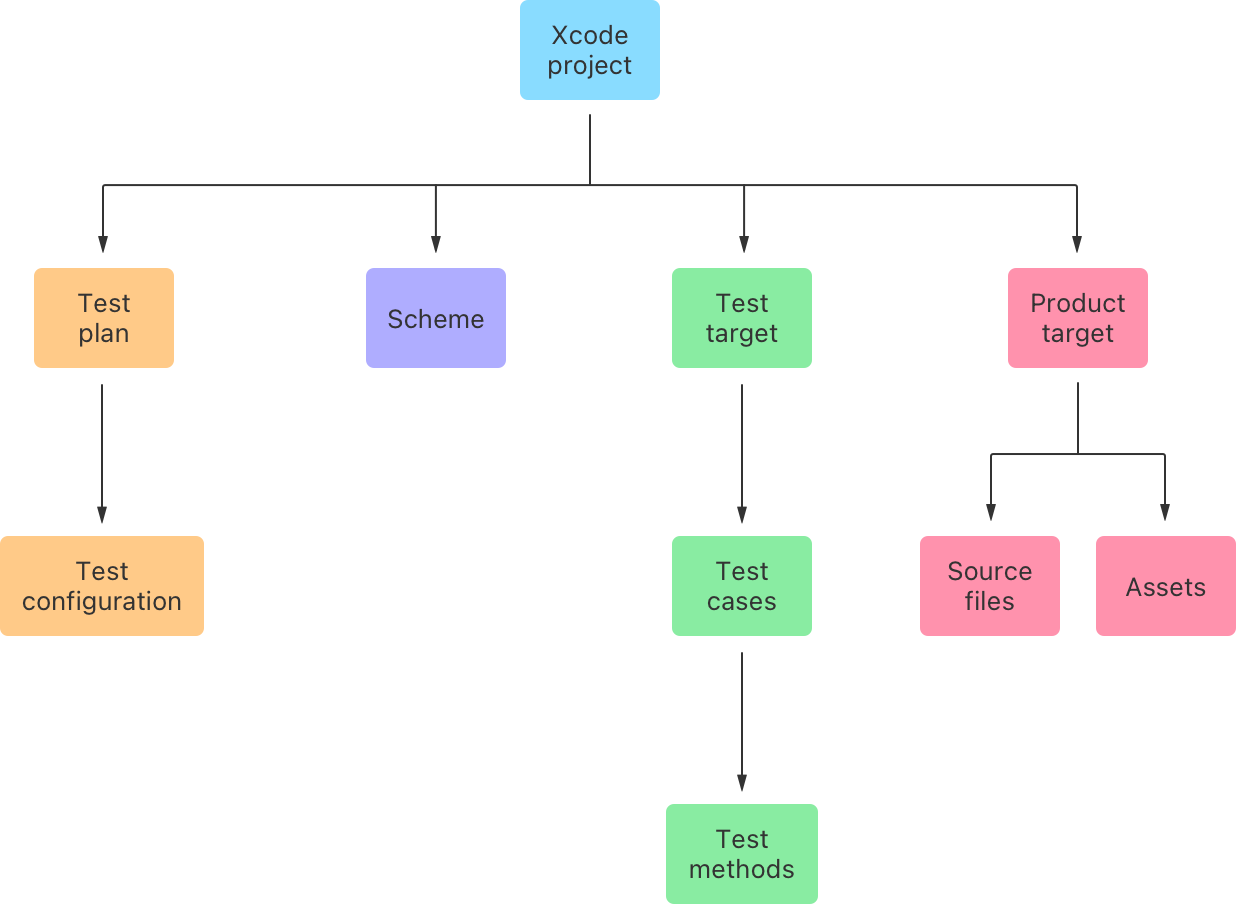 Xcode
project
Test
plan
Scheme
Test
target
Product
target
Test
configuration
Test
cases
Source
files
Assets
Test
methods